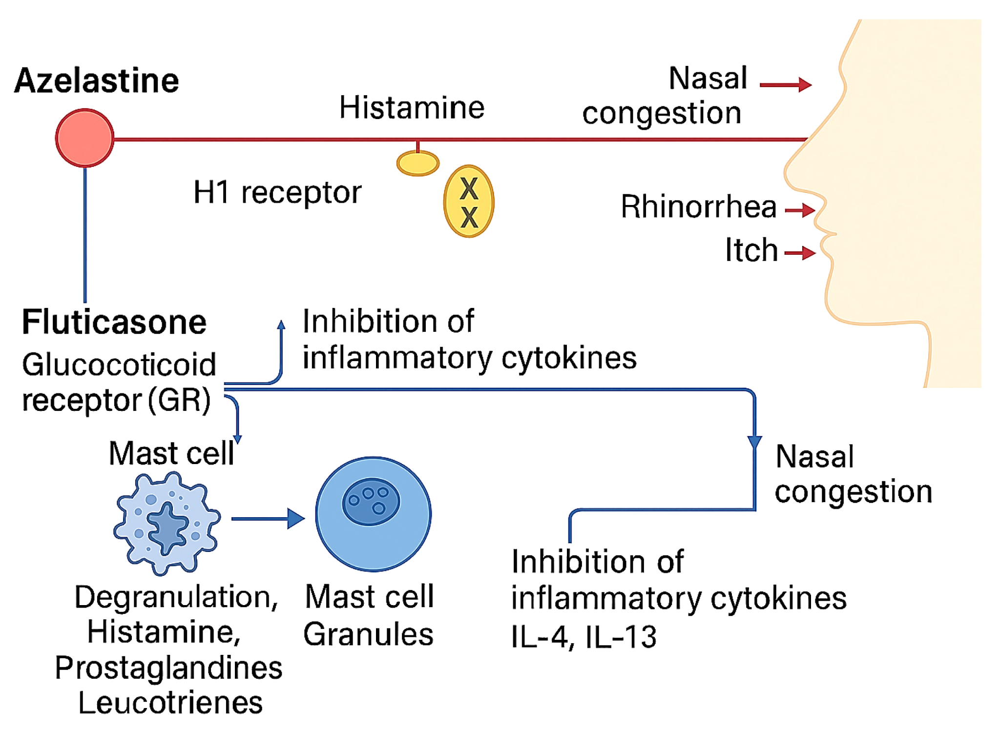 Azelastine
Histamine
Nasal
congestion
H1 receptor
X
X
Rhinorrhea
Itch
Fluticasone
Glucocoticoid
receptor (GR)
Inhibition of
inflammatory cytokines
Mast cell
Nasal
congestion
Degranulation,
Histamine,
Prostaglandines
Leucotrienes
Mast cell
Granules
Inhibition of
inflammatory cytokines
IL-4, IL-13